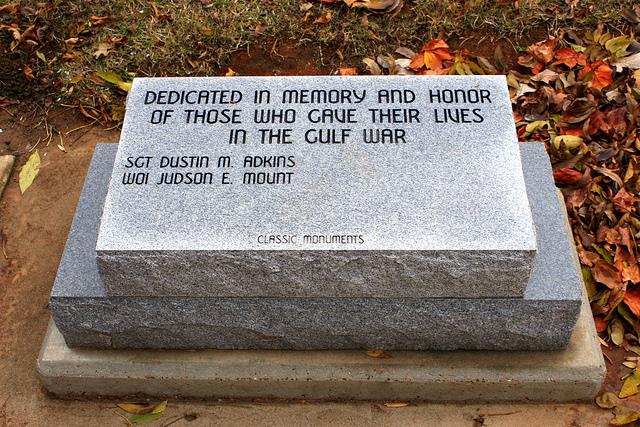 DEDICATED IN MEMORY AND HONOR
OF THOSE WHO GAVE THEIR LIVES
IN THE GULF WAR
SGT DUSTIN M. ADKINS
WO1 JUDSON E. MOUNT
CLASSIC MONUMENTS